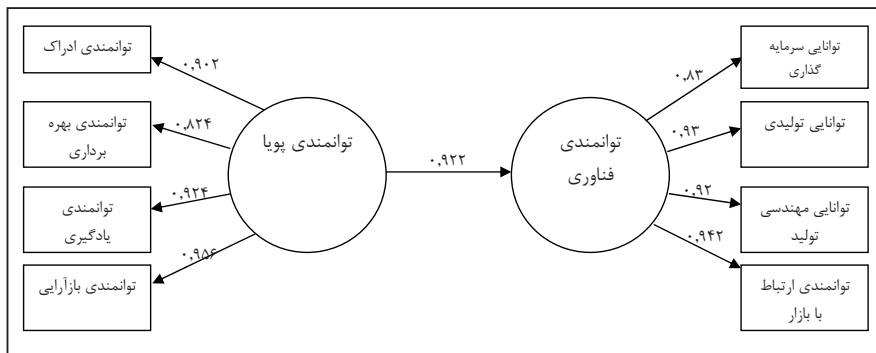 توانمندی ادراک
۰,۹۰۲
توانمندی بهره
برداری
۰,۸۲۴
توانمندی
یادگیری
۰,۹۲۴
توانمندی بازآرایی
۰,۹۵۶
توانمندی پویا
۰,۹۲۲
توانمندی
فناوری
توانایی سرمایه
گذاری
۰,۸۳
توانایی تولیدی
۰,۹۳
توانایی مهندسی
تولید
۰,۹۲
توانمندی ارتباط
با بازار
۰,۹۴۲